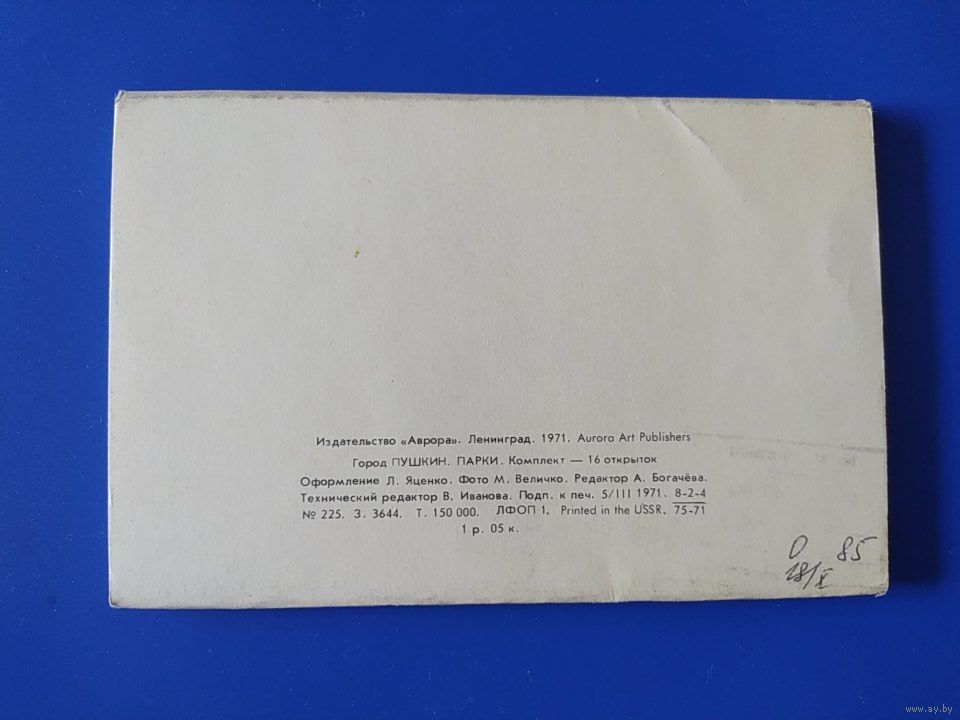 Издательство «Аврора». Ленинград. 1971. Aurora Art Publishers
Город ПУШКИН. ПАРКИ. Комплект — 16 открыток
Оформление Л. Яценко. Фото М. Величко. Редактор А. Богачёва.
Технический редактор В. Иванова. Подп. к печ. 5/III 1971. 8-2-4
№ 225. З. 3644. Т. 150 000. ЛФОП 1. Printed in the USSR. 75-71
1 р. 05 к.
0 85
18/X
www.ay.by